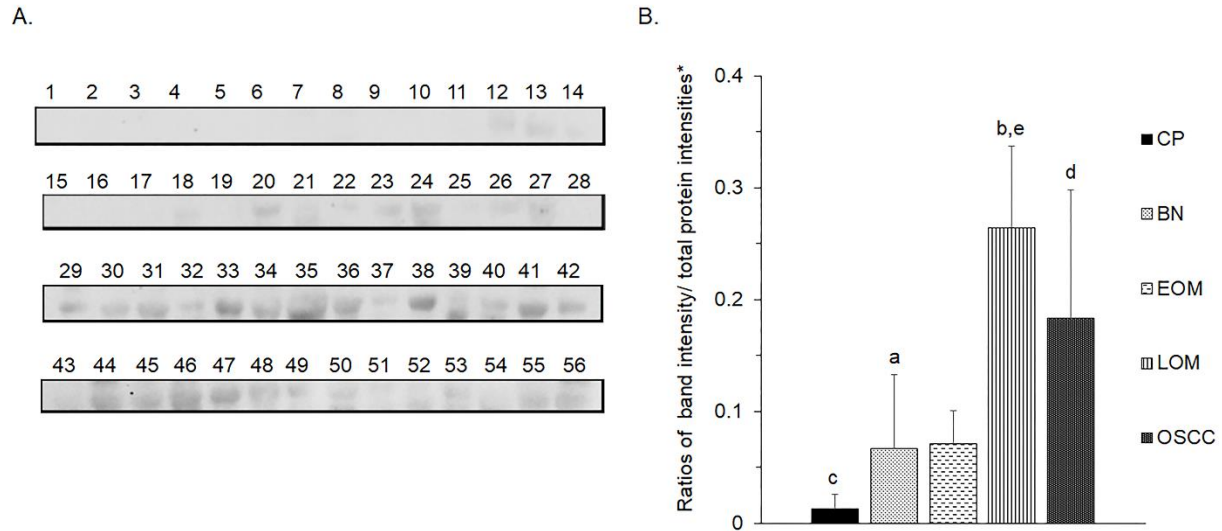 A.
1 2 3 4 5 6 7 8 9 10 11 12 13 14
15 16 17 18 19 20 21 22 23 24 25 26 27 28
29 30 31 32 33 34 35 36 37 38 39 40 41 42
43 44 45 46 47 48 49 50 51 52 53 54 55 56
B.
Ratios of band intensity/ total protein intensities*
0.4
0.3
0.2
0.1
0
c
a
b,e
d
CP
BN
EOM
LOM
OSCC